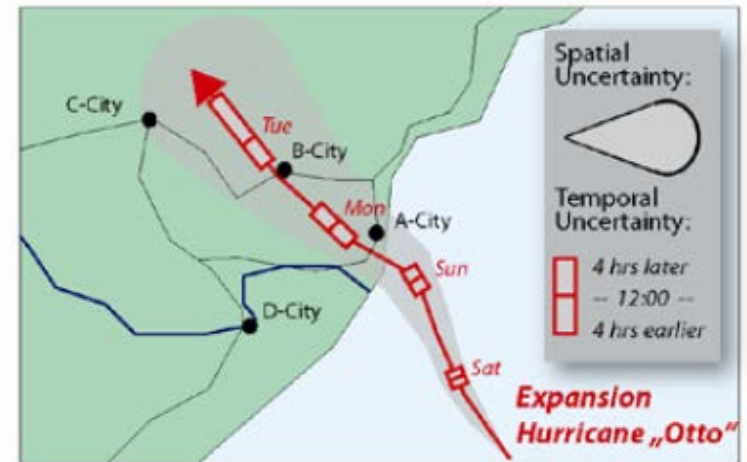 Spatial
Uncertainty:
C-City
Tue
B-City
Mon
A-City
Temporal
Uncertainty:
Sun
4 hrs later
-- 12:00 --
4 hrs earlier
D-City
Sat
Expansion
Hurricane „Otto“